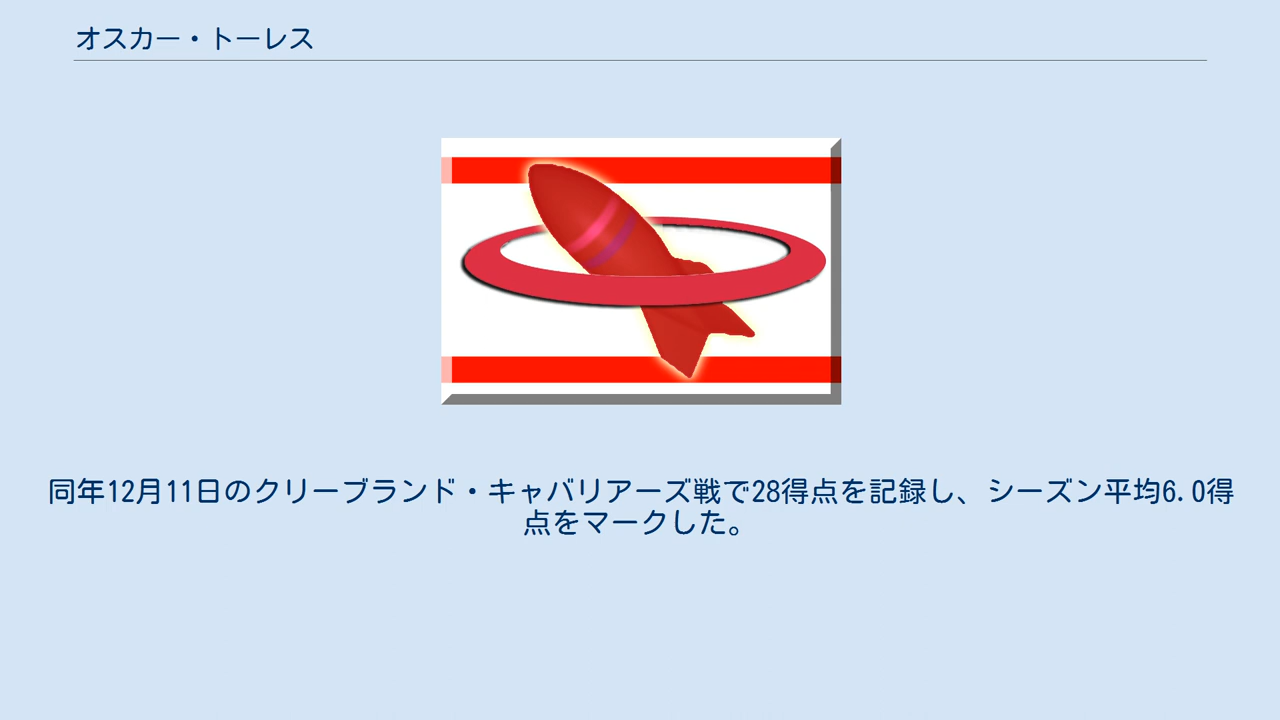 オスカー・トーレス
同年12月11日のクリーブランド・キャバリアーズ戦で28得点を記録し、シーズン平均6.0得
点をマークした。